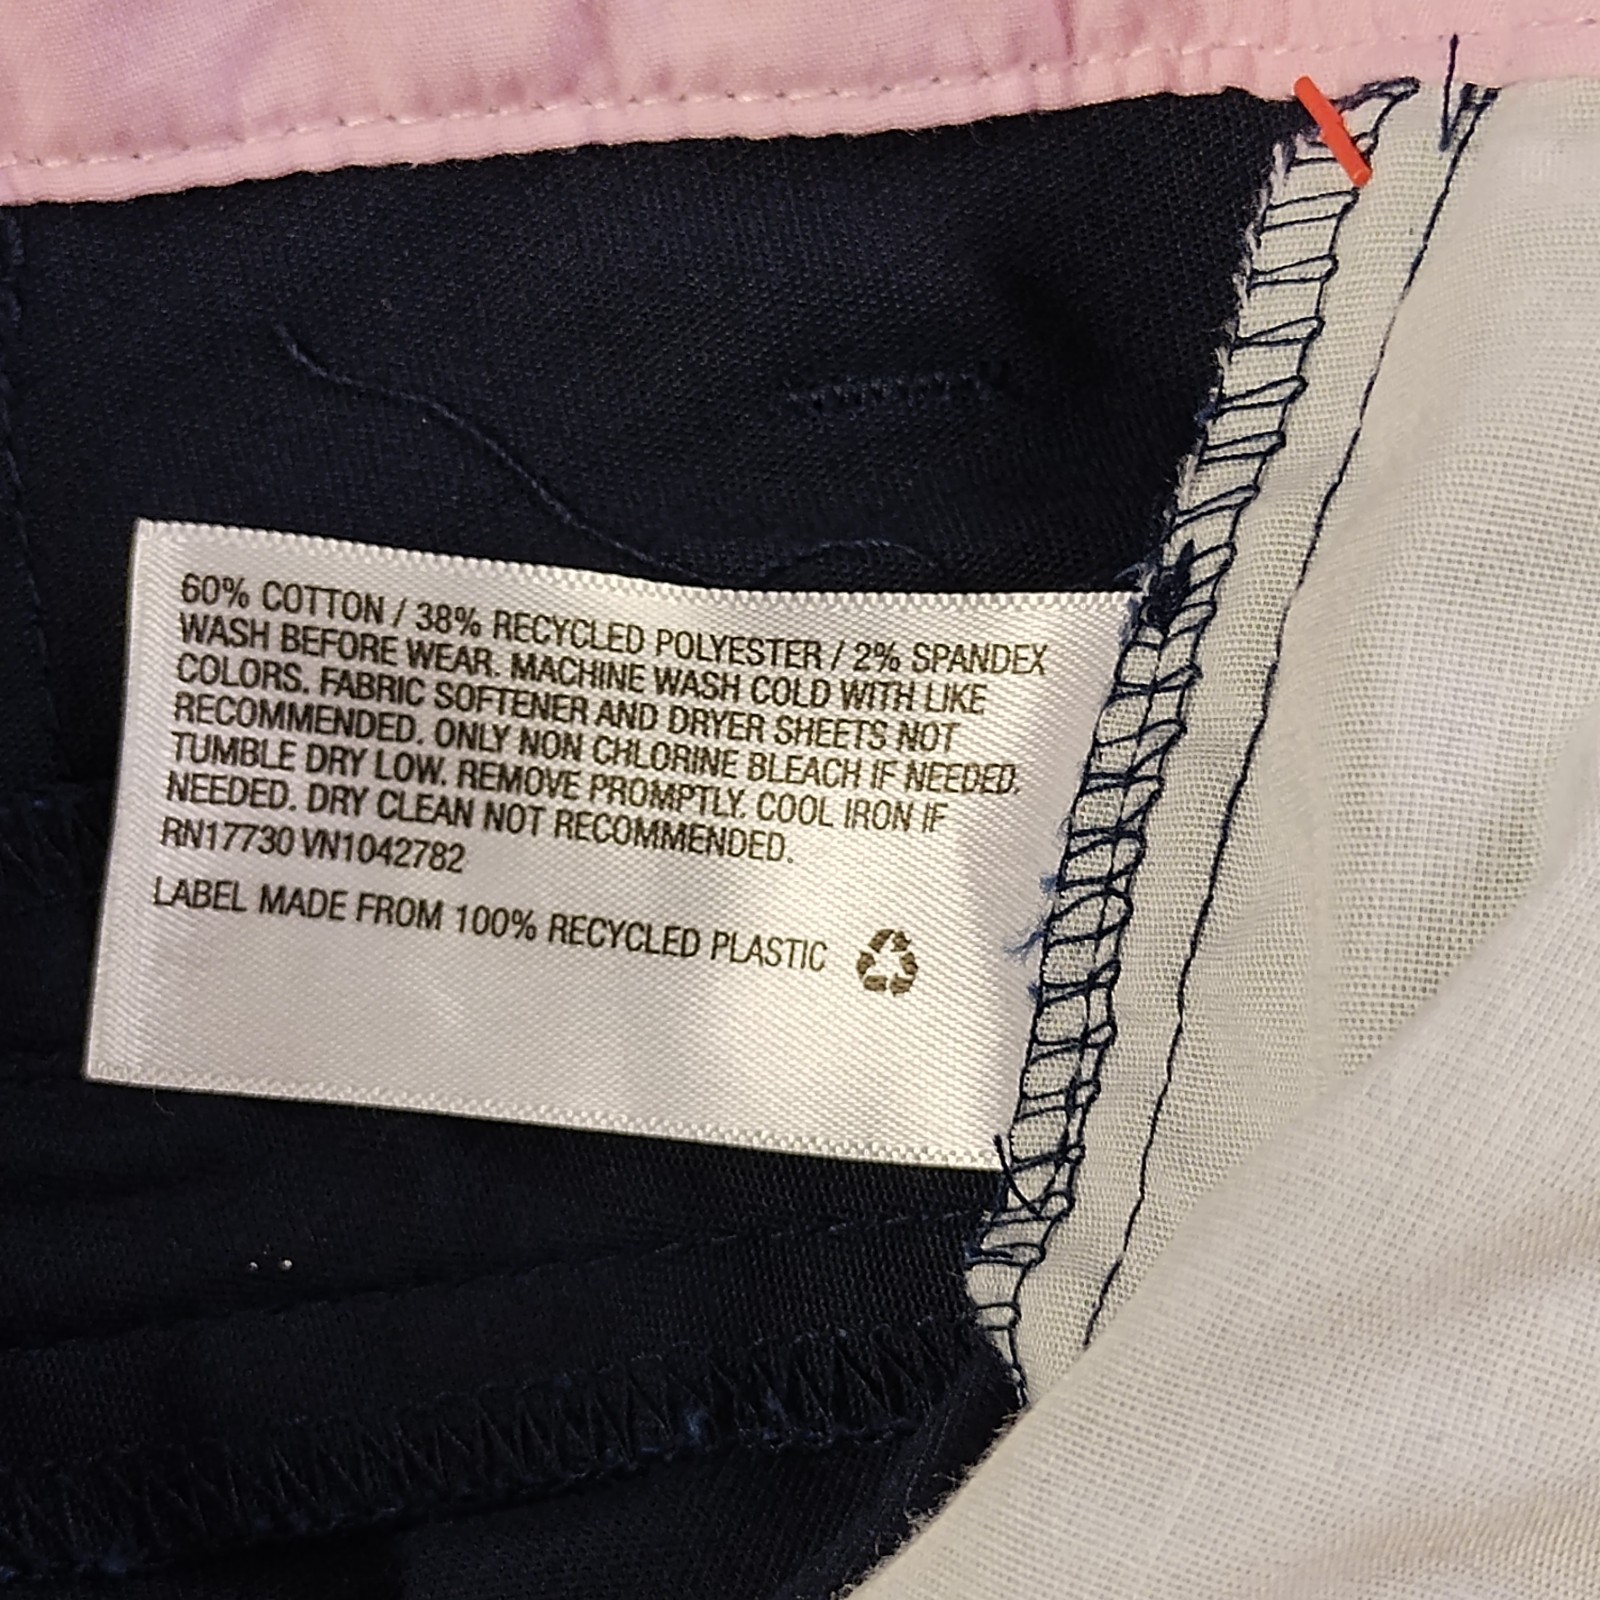 60% COTTON / 38% RECYCLED POLYESTER / 2% SPANDEX
WASH BEFORE WEAR. MACHINE WASH COLD WITH LIKE
COLORS. FABRIC SOFTENER AND DRYER SHEETS NOT
RECOMMENDED. ONLY NON CHLORINE BLEACH IF NEEDED.
TUMBLE DRY LOW. REMOVE PROMPTLY. COOL IRON IF
NEEDED. DRY CLEAN NOT RECOMMENDED.
RN17730 VN1042782
LABEL MADE FROM 100% RECYCLED PLASTIC